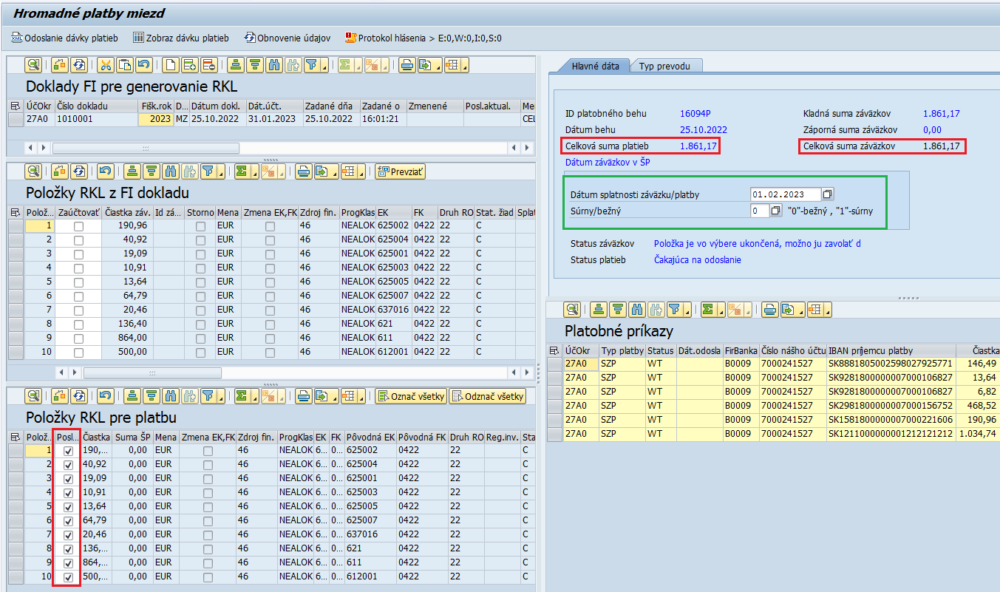 Hromadné platby miezd
Odoslanie dávky platieb Zobraz dávku platieb Obnovenie údajov Protokol hlásenia > E:0,W:0,I:0,S:0
Doklady FI pre generovanie RKL
ÚčOkr Číslo dokladu Fišk.rok D... Dátum dokl. Dát.účt. Zadané dňa Zadané o Zmenené Posl.aktual. Me
27A0 1010001 2023 MZ 25.10.2022 31.01.2023 25.10.2022 16:01:21 CEL
Prevziať
Položky RKL z FI dokladu
Polož... Zaúčtovať Čiastka záv. Id zá... Storno Mena Zmena EK,FK Zdroj fin. ProgKlas EK FK Druh RO Stat. žiad Splat
1 190,96 EUR 46 NEALOK 625002 0422 22 C
2 40,92 EUR 46 NEALOK 625004 0422 22 C
3 19,09 EUR 46 NEALOK 625001 0422 22 C
4 10,91 EUR 46 NEALOK 625003 0422 22 C
5 13,64 EUR 46 NEALOK 625005 0422 22 C
6 64,79 EUR 46 NEALOK 625007 0422 22 C
7 20,46 EUR 46 NEALOK 637016 0422 22 C
8 136,40 EUR 46 NEALOK 621 0422 22 C
9 864,00 EUR 46 NEALOK 611 0422 22 C
10 500,00 EUR 46 NEALOK 612001 0422 22 C
Označ všetky Odznač všetky
Položky RKL pre platbu
Polož... Posl... Čiastka Suma ŠP Mena Zmena EK,FK Zdroj fin. ProgKlas EK FK Pôvodná EK Pôvodná FK Druh RO Reg.inv. Sta
1 190,... 0,00 EUR 46 NEALOK 6... 0... 625002 0422 22 C
2 40,92 0,00 EUR 46 NEALOK 6... 0... 625004 0422 22 C
3 19,09 0,00 EUR 46 NEALOK 6... 0... 625001 0422 22 C
4 10,91 0,00 EUR 46 NEALOK 6... 0... 625003 0422 22 C
5 13,64 0,00 EUR 46 NEALOK 6... 0... 625005 0422 22 C
6 64,79 0,00 EUR 46 NEALOK 6... 0... 625007 0422 22 C
7 20,46 0,00 EUR 46 NEALOK 6... 0... 637016 0422 22 C
8 136,... 0,00 EUR 46 NEALOK 6... 0... 621 0422 22 C
9 864,... 0,00 EUR 46 NEALOK 6... 0... 611 0422 22 C
10 500,... 0,00 EUR 46 NEALOK 6... 0... 612001 0422 22 C
Hlavné dáta Typ prevodu
ID platobného behu 16094P Kladná suma záväzkov 1.861,17
Dátum behu 25.10.2022 Záporná suma záväzkov 0,00
Celková suma platieb 1.861,17 Celková suma záväzkov 1.861,17
Dátum záväzkov v ŠP
Dátum splatnosti záväzku/platby 01.02.2023
Súrny/bežný 0 "0"-bežný , "1"-súrny
Status záväzkov Položka je vo výbere ukončená, možno ju zavolať d
Status platieb Čakajúca na odoslanie
Platobné príkazy
ÚčOkr Typ platby Status Dát.odosla FirBanka Číslo nášho účtu IBAN príjemcu platby Čiastka
27A0 SZP WT B0009 7000241527 SK8881805002598027925771 146,49
27A0 SZP WT B0009 7000241527 SK9281800000007000106827 13,64
27A0 SZP WT B0009 7000241527 SK9281800000007000106827 6,82
27A0 SZP WT B0009 7000241527 SK2981800000007000156752 468,52
27A0 SZP WT B0009 7000241527 SK1581800000007000221606 190,96
27A0 SZP WT B0009 7000241527 SK1211000000001212121212 1.034,74